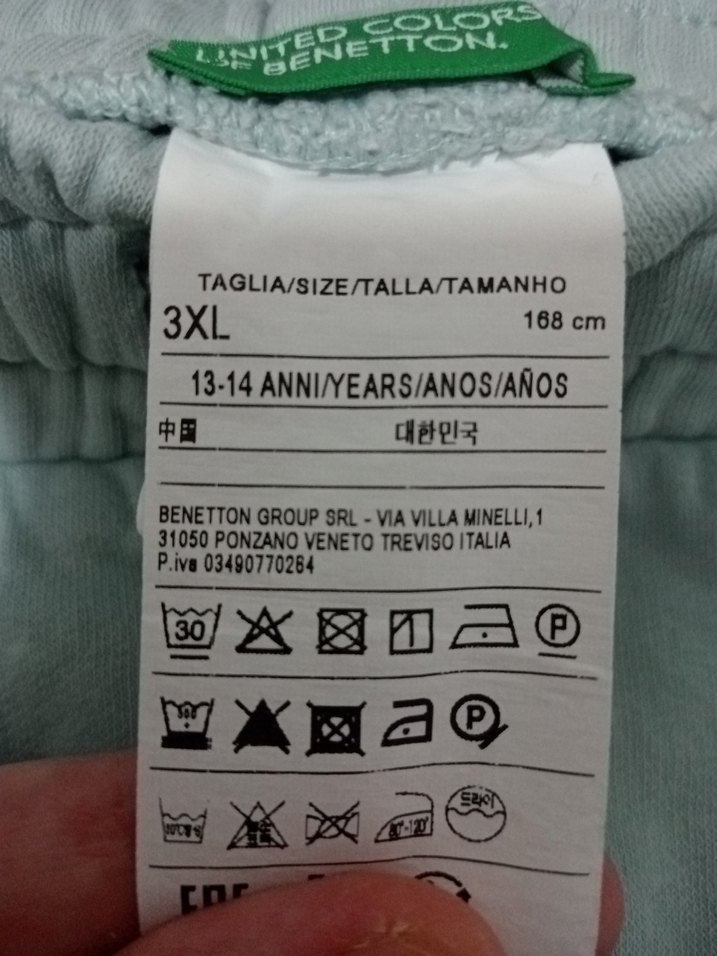 UNITED COLORS
OF BENETTON.
TAGLIA/SIZE/TALLA/TAMANHO
3XL 168 cm
13-14 ANNI/YEARS/ANOS/AÑOS
中国 대한민국
BENETTON GROUP SRL - VIA VILLA MINELLI,1
31050 PONZANO VENETO TREVISO ITALIA
P.iva 03490770264
30 P
P
80°-120° 드라이